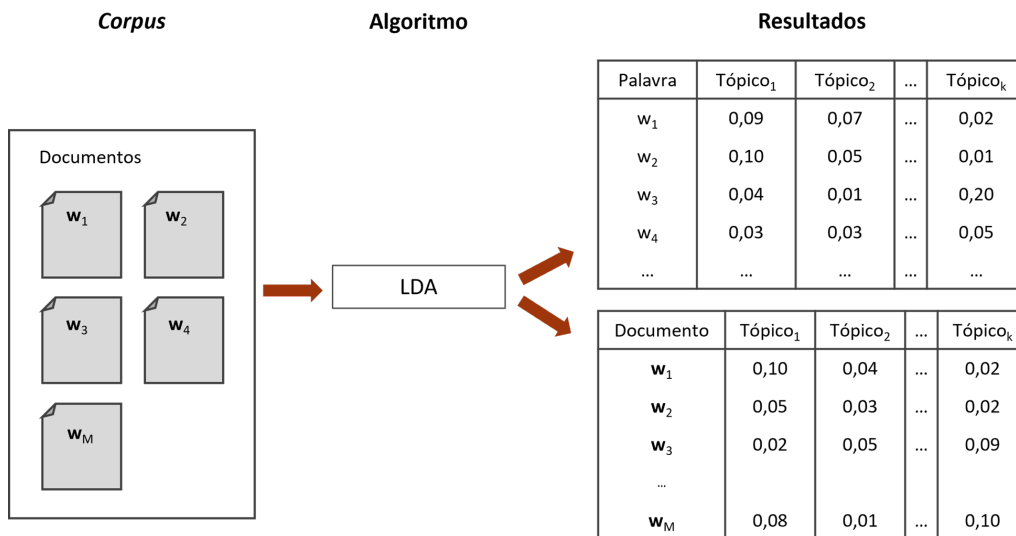 Corpus
Algoritmo
Resultados
Documentos
w₁
w₂
w₃
w₄
w_M
LDA
Palavra Tópico₁ Tópico₂ ... Tópicoₖ
w₁ 0,09 0,07 ... 0,02
w₂ 0,10 0,05 ... 0,01
w₃ 0,04 0,01 ... 0,20
w₄ 0,03 0,03 ... 0,05
... ... ... ... ...
Documento Tópico₁ Tópico₂ ... Tópicoₖ
w₁ 0,10 0,04 ... 0,02
w₂ 0,05 0,03 ... 0,02
w₃ 0,02 0,05 ... 0,09
...
w_M 0,08 0,01 ... 0,10